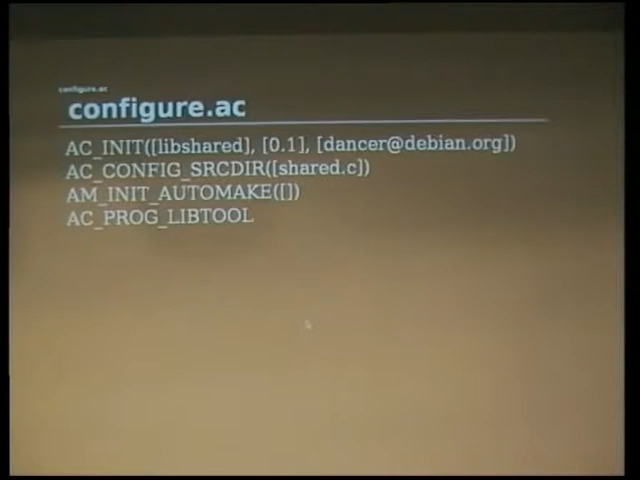 configure.ac
configure.ac
AC_INIT([libshared], [0.1], [dancer@debian.org])
AC_CONFIG_SRCDIR([shared.c])
AM_INIT_AUTOMAKE([])
AC_PROG_LIBTOOL